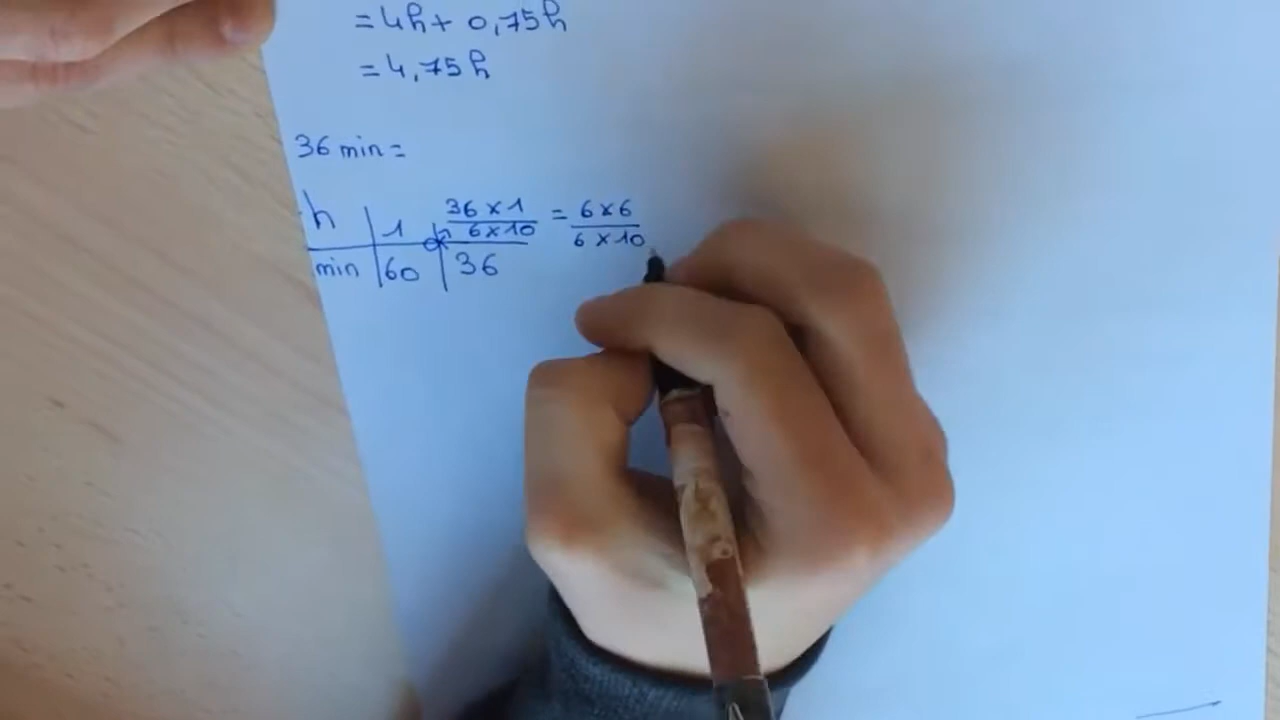 =4h+ 0,75h
=4,75h
36 min=
h | 1 | 36×1/6×10 = 6×6/6×10
min | 60 | 36